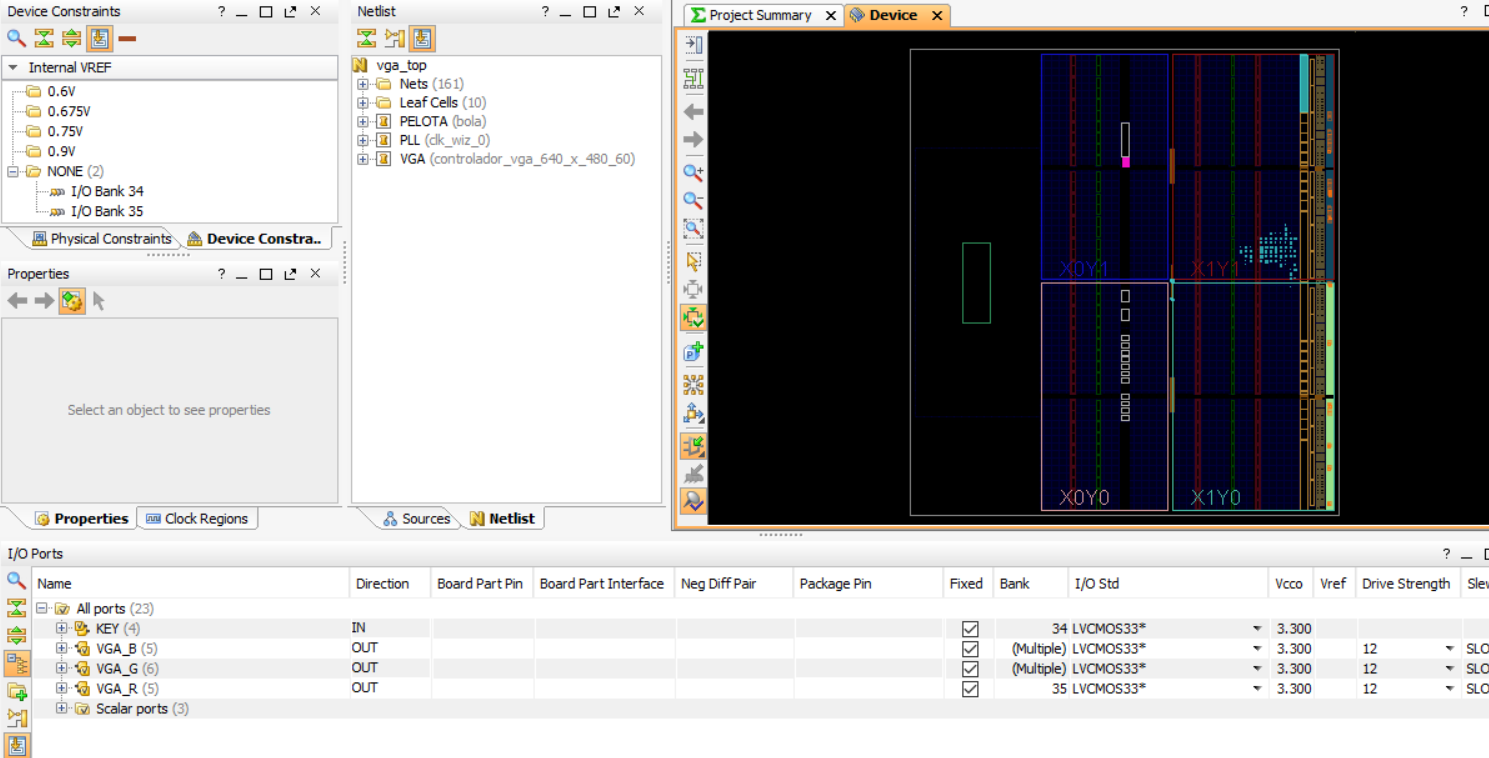 Device Constraints
Internal VREF
0.6V
0.675V
0.75V
0.9V
NONE (2)
I/O Bank 34
I/O Bank 35
Physical Constraints Device Constra..
Properties
Select an object to see properties
Properties Clock Regions
Netlist
vga_top
Nets (161)
Leaf Cells (10)
PELOTA (bola)
PLL (clk_wiz_0)
VGA (controlador_vga_640_x_480_60)
Sources Netlist
Project Summary Device
X0Y1 X1Y1
X0Y0 X1Y0
I/O Ports
Name Direction Board Part Pin Board Part Interface Neg Diff Pair Package Pin Fixed Bank I/O Std Vcco Vref Drive Strength Slew
All ports (23)
KEY (4) IN 34 LVCMOS33* 3.300
VGA_B (5) OUT (Multiple) LVCMOS33* 3.300 12 SLO
VGA_G (6) OUT (Multiple) LVCMOS33* 3.300 12 SLO
VGA_R (5) OUT 35 LVCMOS33* 3.300 12 SLO
Scalar ports (3)